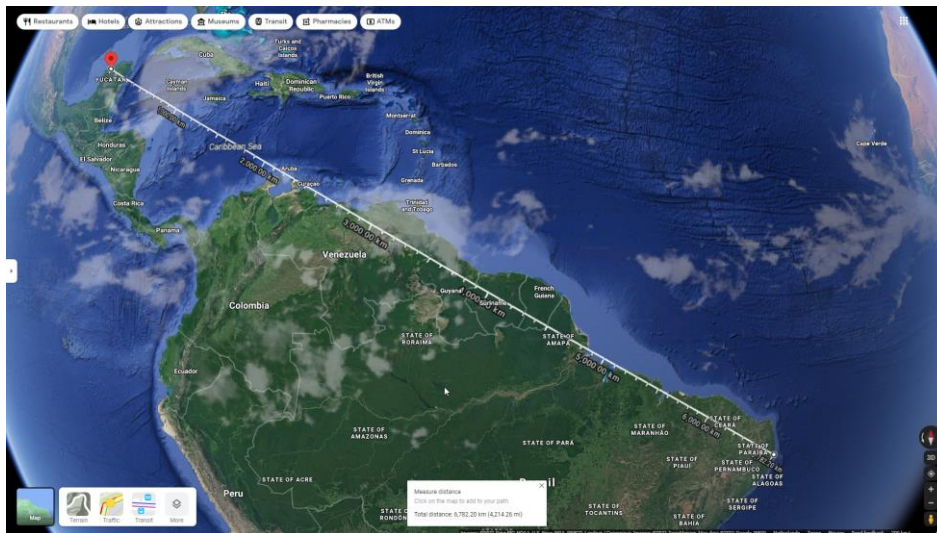 Restaurants
Hotels
Attractions
Museums
Transit
Pharmacies
ATMs
Turks and
Caicos
Islands
Cuba
YUCATÁN
Cayman
Islands
Haiti
Dominican
Republic
Puerto Rico
British
Virgin
Islands
Jamaica
Belize
Montserrat
Dominica
Honduras
Caribbean Sea
El Salvador
Nicaragua
St Lucia
Barbados
Cape Verde
2,000.00 km
Aruba
Curaçao
Grenada
Costa Rica
Trinidad
and Tobago
Panama
3,000.00 km
Venezuela
Colombia
Guyana
Suriname
French
Guiana
STATE OF
RORAIMA
STATE OF
AMAPÁ
5,000.00 km
Ecuador
6,000.00 km
STATE OF
CEARÁ
STATE OF
AMAZONAS
STATE OF PARÁ
STATE OF
MARANHÃO
STATE OF
PARAÍBA
STATE OF
PIAUÍ
STATE OF
PERNAMBUCO
STATE OF
ALAGOAS
STATE OF ACRE
Peru
STATE OF
TOCANTINS
STATE OF
SERGIPE
STATE OF
BAHIA
Map
Terrain
Traffic
Transit
More
Measure distance
Click on the map to add to your path
Total distance: 6,782.20 km (4,214.26 mi)
3D